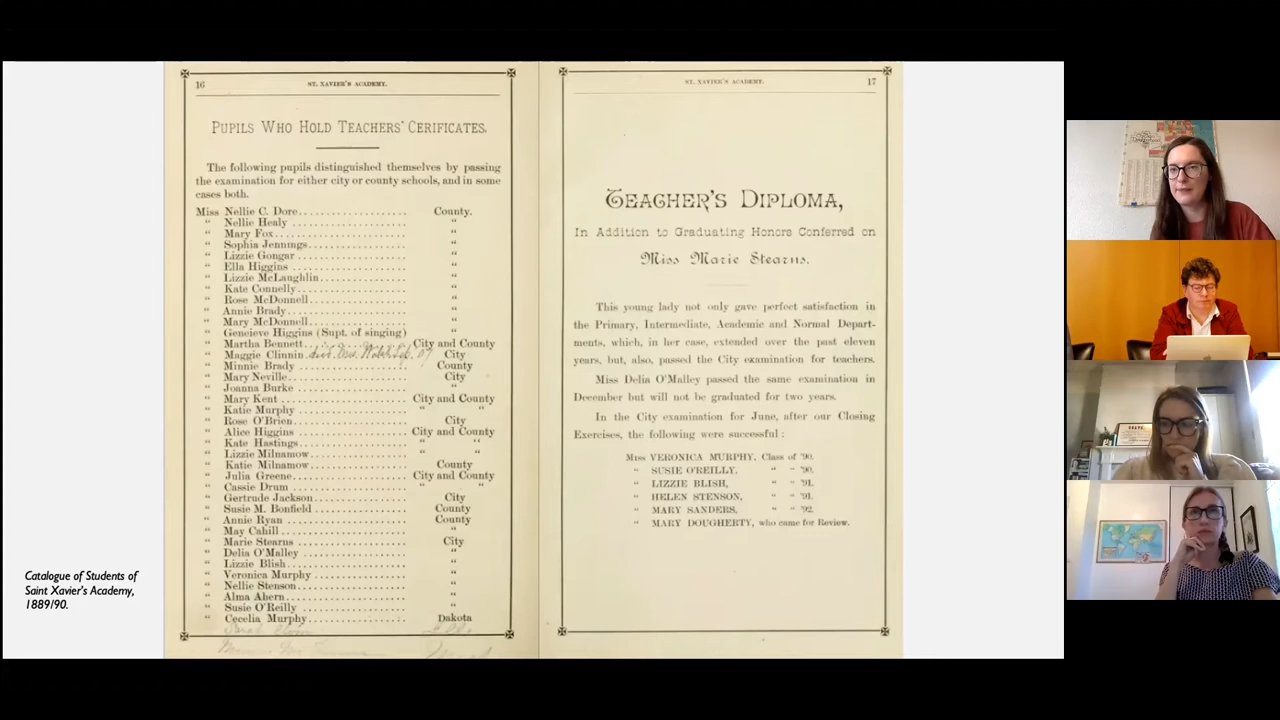 16
ST. XAVIER'S ACADEMY.
PUPILS WHO HOLD TEACHERS' CERIFICATES.
The following pupils distinguished themselves by passing
the examination for either city or county schools, and in some
cases both.
Miss Nellie C. Dore.................... County.
“ Nellie Healy .................... “
“ Mary Fox........................ “
“ Sophia Jennings.................. “
“ Lizzie Gongar .................... “
“ Ella Higgins ..................... “
“ Lizzie McLaughlin................ “
“ Kate Connelly.................... “
“ Rose McDonnell.................. “
“ Annie Brady..................... “
“ Mary McDonnell.................. “
“ Genevieve Higgins (Supt. of singing) “
“ Martha Bennett.................. City and County
“ Maggie Clinnin City
“ Minnie Brady.................... County
“ Mary Neville..................... City
“ Joanna Burke .................... “
“ Mary Kent ...................... City and County
“ Katie Murphy .................... “ “
“ Rose O'Brien..................... City
“ Alice Higgins .................... City and County
“ Kate Hastings.................... “ “
“ Lizzie Milnamow.................. “ “
“ Katie Milnamow.................. County
“ Julia Greene..................... City and County
“ Cassie Drum ..................... “ “
“ Gertrude Jackson................. City
“ Susie M. Bonfield ................ County
“ Annie Ryan ..................... County
“ May Cahill ...................... “
“ Marie Stearns.................... City
“ Delia O'Malley .................. “
“ Lizzie Blish ..................... “
“ Veronica Murphy ................ “
“ Nellie Stenson................... “
“ Alma Ahern..................... “
“ Susie O'Reilly ................... “
“ Cecelia Murphy.................. Dakota
ST. XAVIER'S ACADEMY.
17
TEACHER'S DIPLOMA,
In Addition to Graduating Honors Conferred on
Miss Marie Stearns.
This young lady not only gave perfect satisfaction in
the Primary, Intermediate, Academic and Normal Depart-
ments, which, in her case, extended over the past eleven
years, but, also, passed the City examination for teachers.
Miss Delia O'Malley passed the same examination in
December but will not be graduated for two years.
In the City examination for June, after our Closing
Exercises, the following were successful :
Miss VERONICA MURPHY, Class of '90.
“ SUSIE O'REILLY, “ “ '90.
“ LIZZIE BLISH, “ “ '91.
“ HELEN STENSON, “ “ '91.
“ MARY SANDERS, “ “ '92.
“ MARY DOUGHERTY, who came for Review.
Catalogue of Students of
Saint Xavier's Academy,
1889/90.